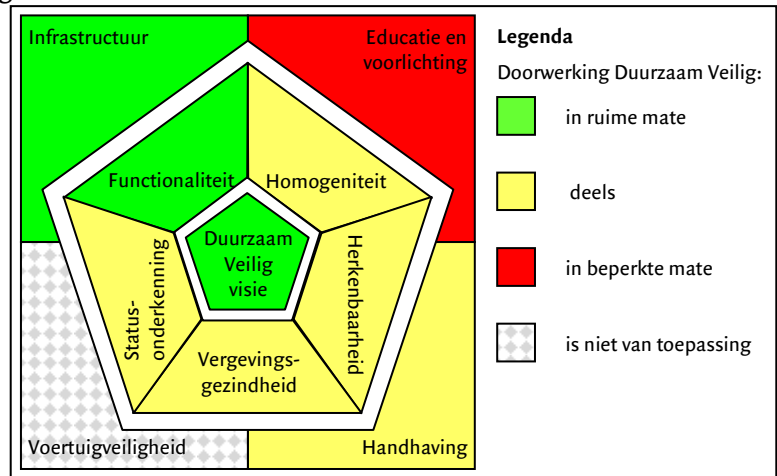 Infrastructuur
Educatie en
voorlichting
Functionaliteit
Homogeniteit
Duurzaam
Veilig
visie
Status-
onderkenning
Herkenbaarheid
Vergevings-
gezindheid
Voertuigveiligheid
Handhaving
Legenda
Doorwerking Duurzaam Veilig:
in ruime mate
deels
in beperkte mate
is niet van toepassing